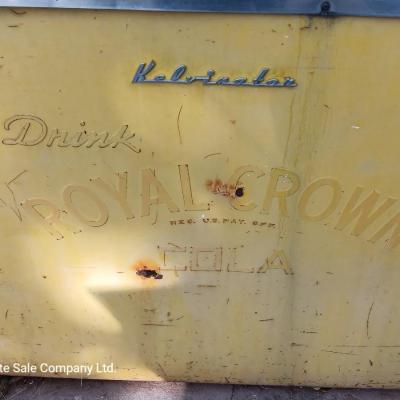 Kelvinator
Drink
ROYAL CROWN
REG. U.S. PAT. OFF.
COLA
te Sale Company Ltd.